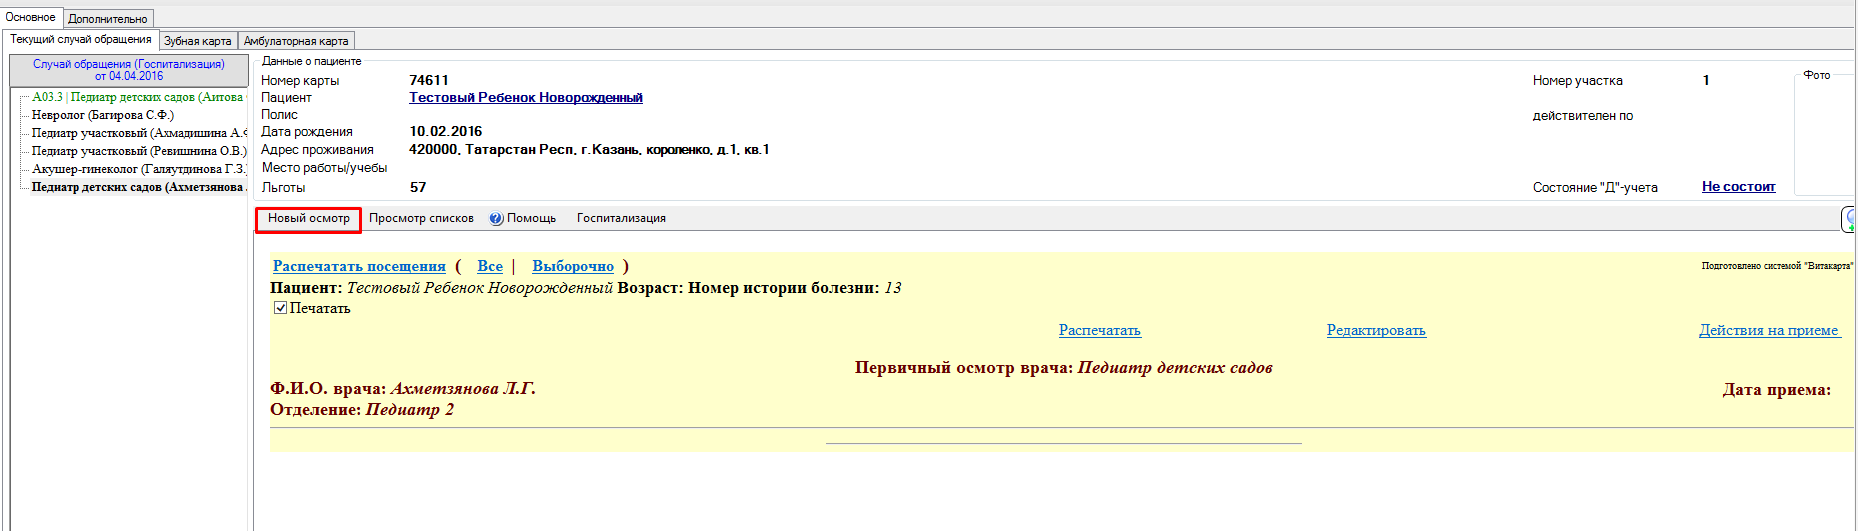 Основное Дополнительно
Текущий случай обращения Зубная карта Амбулаторная карта
Случай обращения (Госпитализация)
от 04.04.2016
A03.3 | Педиатр детских садов (Аитова
Невролог (Багирова С.Ф.)
Педиатр участковый (Ахмадишина А.Ф
Педиатр участковый (Ревишнина О.В.)
Акушер-гинеколог (Галяутдинова Г.З.)
Педиатр детских садов (Ахметзянова
Данные о пациенте
Номер карты 74611 Номер участка 1
Фото
Пациент Тестовый Ребенок Новорожденный
Полис действителен по
Дата рождения 10.02.2016
Адрес проживания 420000, Татарстан Респ, г.Казань, короленко, д.1, кв.1
Место работы/учебы
Льготы 57 Состояние "Д"-учета Не состоит
Новый осмотр Просмотр списков Помощь Госпитализация
Распечатать посещения ( Все | Выборочно ) Подготовлено системой "Витакарта"
Пациент: Тестовый Ребенок Новорожденный Возраст: Номер истории болезни: 13
Печатать
Распечатать Редактировать Действия на приеме
Первичный осмотр врача: Педиатр детских садов
Ф.И.О. врача: Ахметзянова Л.Г. Дата приема:
Отделение: Педиатр 2